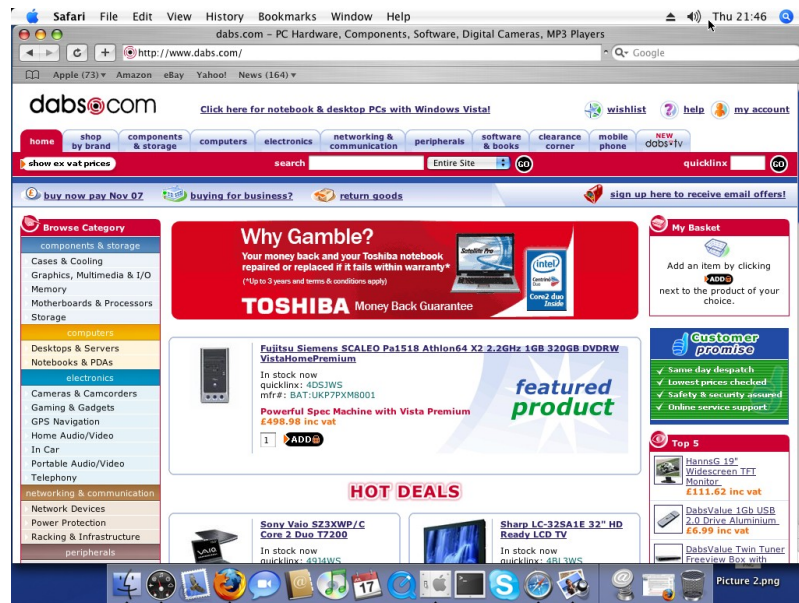 Safari File Edit View History Bookmarks Window Help Thu 21:46
dabs.com – PC Hardware, Components, Software, Digital Cameras, MP3 Players
http://www.dabs.com/
Google
Apple (73) Amazon eBay Yahoo! News (164)
dabs.com
Click here for notebook & desktop PCs with Windows Vista!
wishlist help my account
home
shop by brand
components & storage
computers
electronics
networking & communication
peripherals
software & books
clearance corner
mobile phone
NEW dabs.tv
show ex vat prices search Entire Site GO quicklinx GO
buy now pay Nov 07 buying for business? return goods sign up here to receive email offers!
Browse Category
components & storage
Cases & Cooling
Graphics, Multimedia & I/O
Memory
Motherboards & Processors
Storage
computers
Desktops & Servers
Notebooks & PDAs
electronics
Cameras & Camcorders
Gaming & Gadgets
GPS Navigation
Home Audio/Video
In Car
Portable Audio/Video
Telephony
networking & communication
Network Devices
Power Protection
Racking & Infrastructure
peripherals
Why Gamble?
Your money back and your Toshiba notebook
repaired or replaced if it fails within warranty*
(*Up to 3 years and terms & conditions apply)
TOSHIBA Money Back Guarantee
Satellite Pro
intel
Centrino
Duo
Core2 duo
Inside
Fujitsu Siemens SCALEO Pa1518 Athlon64 X2 2.2GHz 1GB 320GB DVDRW
VistaHomePremium
In stock now
quicklinx: 4DSJWS
mfr#: BAT:UKP7PXM8001
Powerful Spec Machine with Vista Premium
£498.98 inc vat
1 ADD
featured
product
HOT DEALS
Sony Vaio SZ3XWP/C
Core 2 Duo T7200
In stock now
quicklinx: 4914WS
VAIO
Sharp LC-32SA1E 32" HD
Ready LCD TV
In stock now
quicklinx: 4BL3WS
My Basket
Add an item by clicking
ADD
next to the product of your
choice.
Customer
promise
Same day despatch
Lowest prices checked
Safety & security assured
Online service support
Top 5
HannsG 19"
Widescreen TFT
Monitor
£111.62 inc vat
DabsValue 1Gb USB
2.0 Drive Aluminium
£6.99 inc vat
DabsValue Twin Tuner
Freeview Box with
17
Picture 2.png